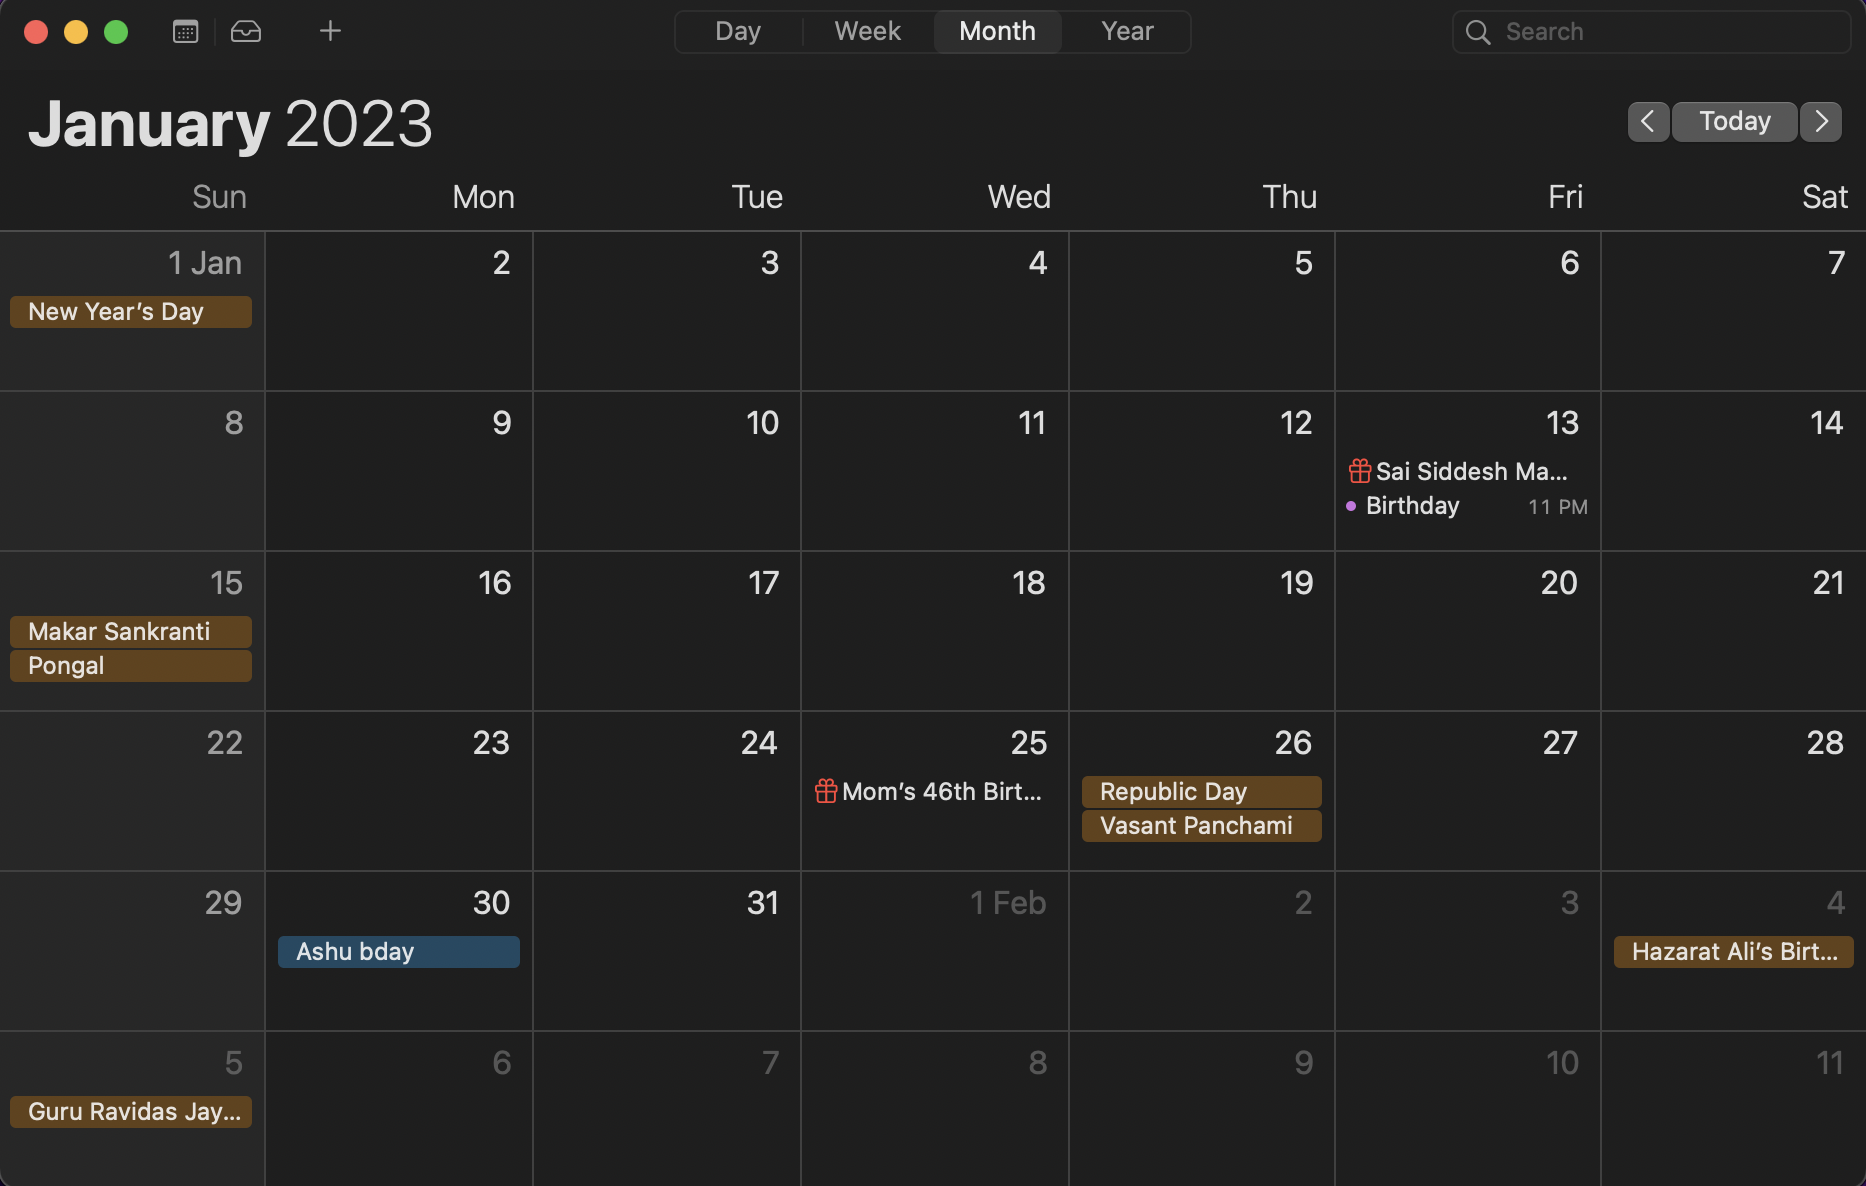 Day Week Month Year Search
January 2023
Today
Sun Mon Tue Wed Thu Fri Sat
1 Jan 2 3 4 5 6 7
New Year's Day
8 9 10 11 12 13 14
Sai Siddesh Ma...
Birthday 11 PM
15 16 17 18 19 20 21
Makar Sankranti
Pongal
22 23 24 25 26 27 28
Mom's 46th Birt... Republic Day
Vasant Panchami
29 30 31 1 Feb 2 3 4
Ashu bday Hazarat Ali's Birt...
5 6 7 8 9 10 11
Guru Ravidas Jay...